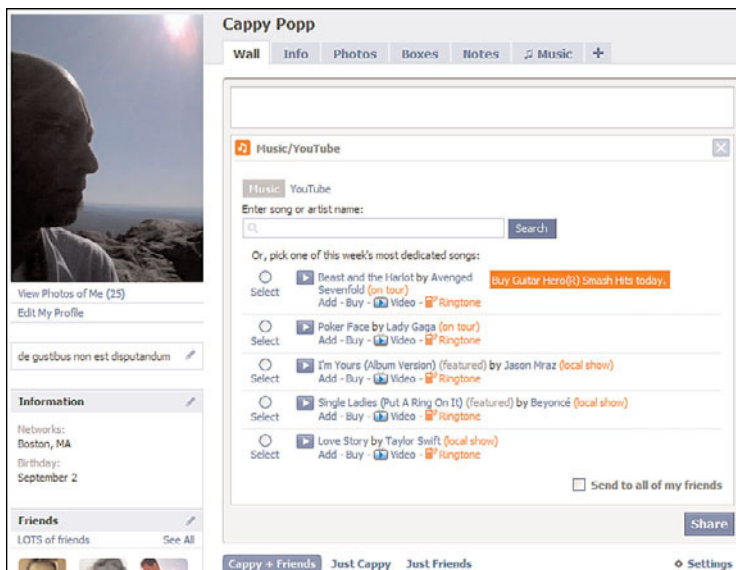 Cappy Popp
Wall Info Photos Boxes Notes Music +
Music/YouTube
Music YouTube
Enter song or artist name:
Search
Or, pick one of this week's most dedicated songs:
Select
Beast and the Harlot by Avenged
Sevenfold (on tour)
Add - Buy - Video - Ringtone
Buy Guitar Hero(R) Smash Hits today.
Select
Poker Face by Lady Gaga (on tour)
Add - Buy - Video - Ringtone
Select
I'm Yours (Album Version) (featured) by Jason Mraz (local show)
Add - Buy - Video - Ringtone
Select
Single Ladies (Put A Ring On It) (featured) by Beyoncé (local show)
Add - Buy - Video - Ringtone
Select
Love Story by Taylor Swift (local show)
Add - Buy - Video - Ringtone
Send to all of my friends
Share
Cappy + Friends Just Cappy Just Friends Settings
View Photos of Me (25)
Edit My Profile
de gustibus non est disputandum
Information
Networks:
Boston, MA
Birthday:
September 2
Friends
LOTS of friends See All